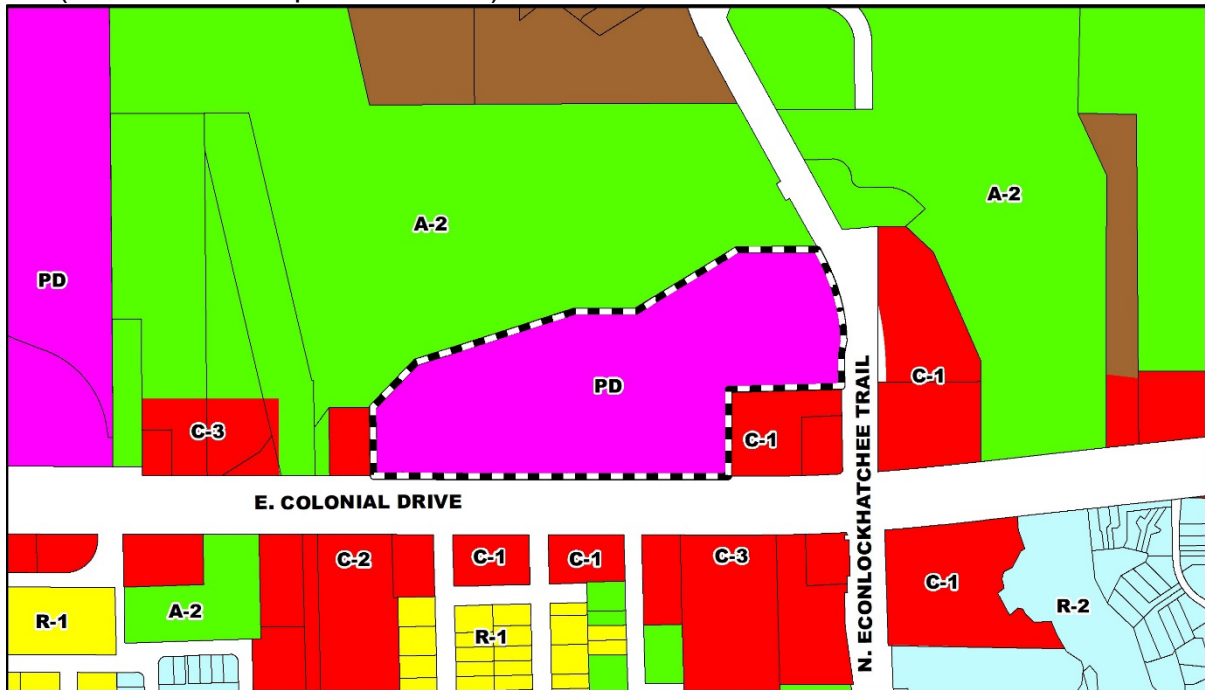 A-2
A-2
PD
PD
C-1
C-3
C-1
N. ECONLOCKHATCHEE TRAIL
E. COLONIAL DRIVE
C-2
C-1
C-1
C-3
C-1
R-1
A-2
R-1
R-2